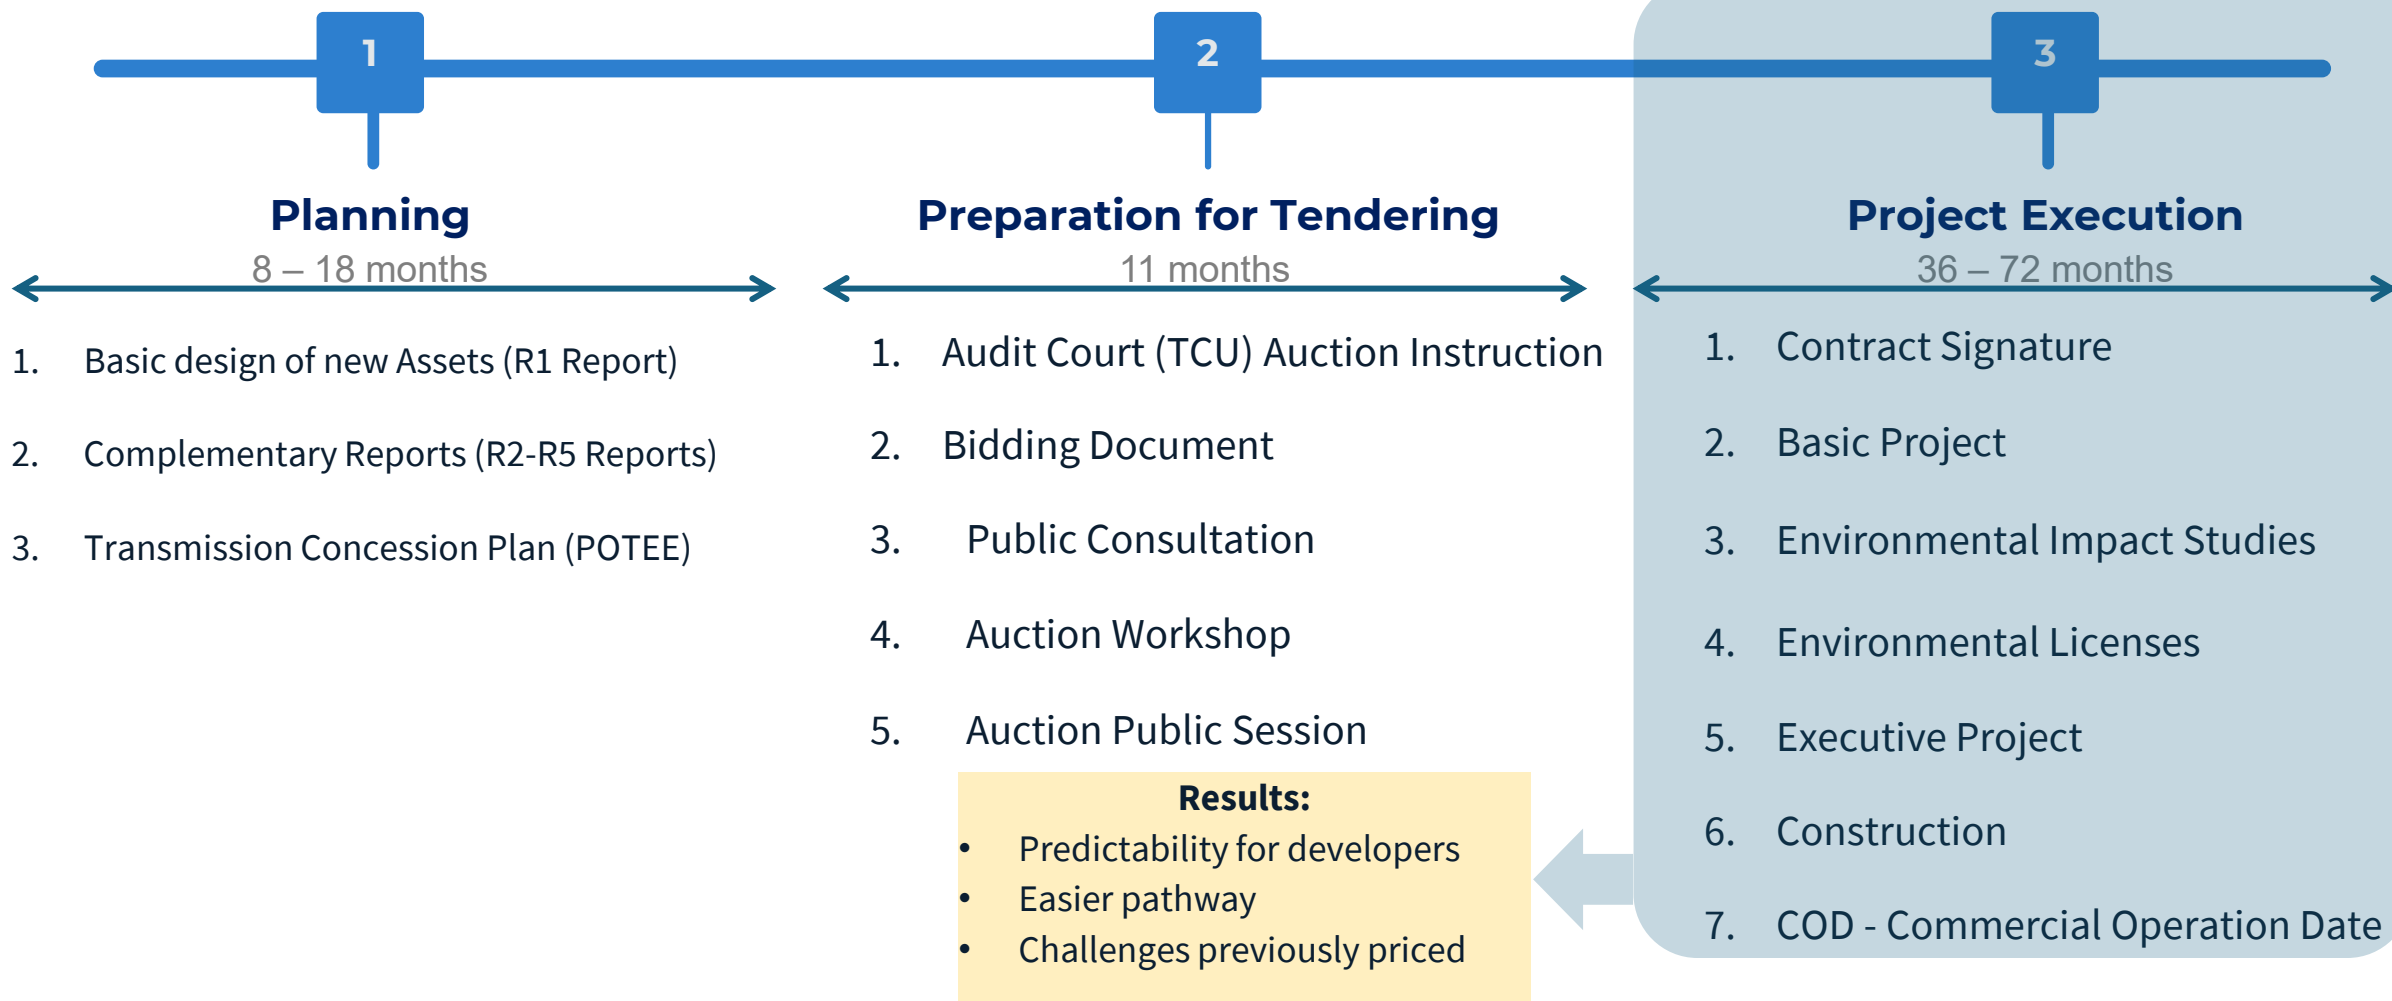 1
2
3
Planning
8 – 18 months
1. Basic design of new Assets (R1 Report)
2. Complementary Reports (R2-R5 Reports)
3. Transmission Concession Plan (POTEE)
Preparation for Tendering
11 months
1. Audit Court (TCU) Auction Instruction
2. Bidding Document
3. Public Consultation
4. Auction Workshop
5. Auction Public Session
Results:
• Predictability for developers
• Easier pathway
• Challenges previously priced
Project Execution
36 – 72 months
1. Contract Signature
2. Basic Project
3. Environmental Impact Studies
4. Environmental Licenses
5. Executive Project
6. Construction
7. COD - Commercial Operation Date